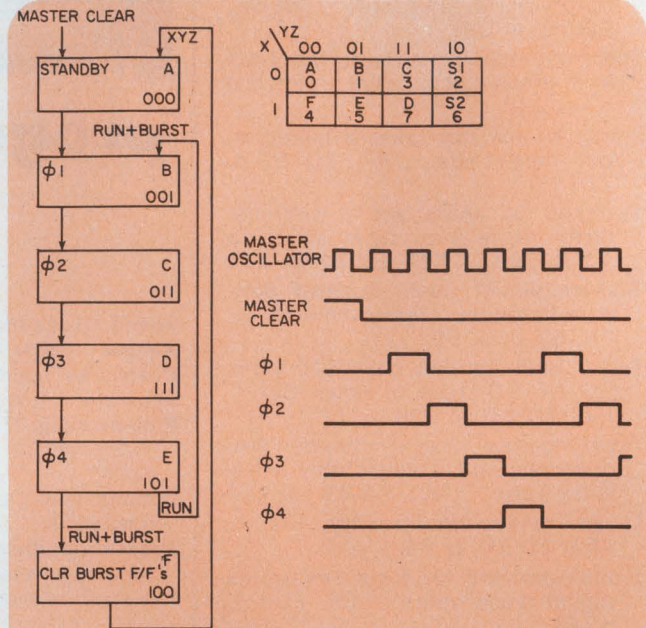 MASTER CLEAR
XYZ
STANDBY A
000
RUN+BURST
φ1 B
001
φ2 C
011
φ3 D
111
φ4 E
101
RUN
R̅U̅N̅+BURST
CLR BURST F/F's F
100
YZ
X 00 01 11 10
0 A B C S1
0 1 3 2
1 F E D S2
4 5 7 6
MASTER
OSCILLATOR
MASTER
CLEAR
φ1
φ2
φ3
φ4